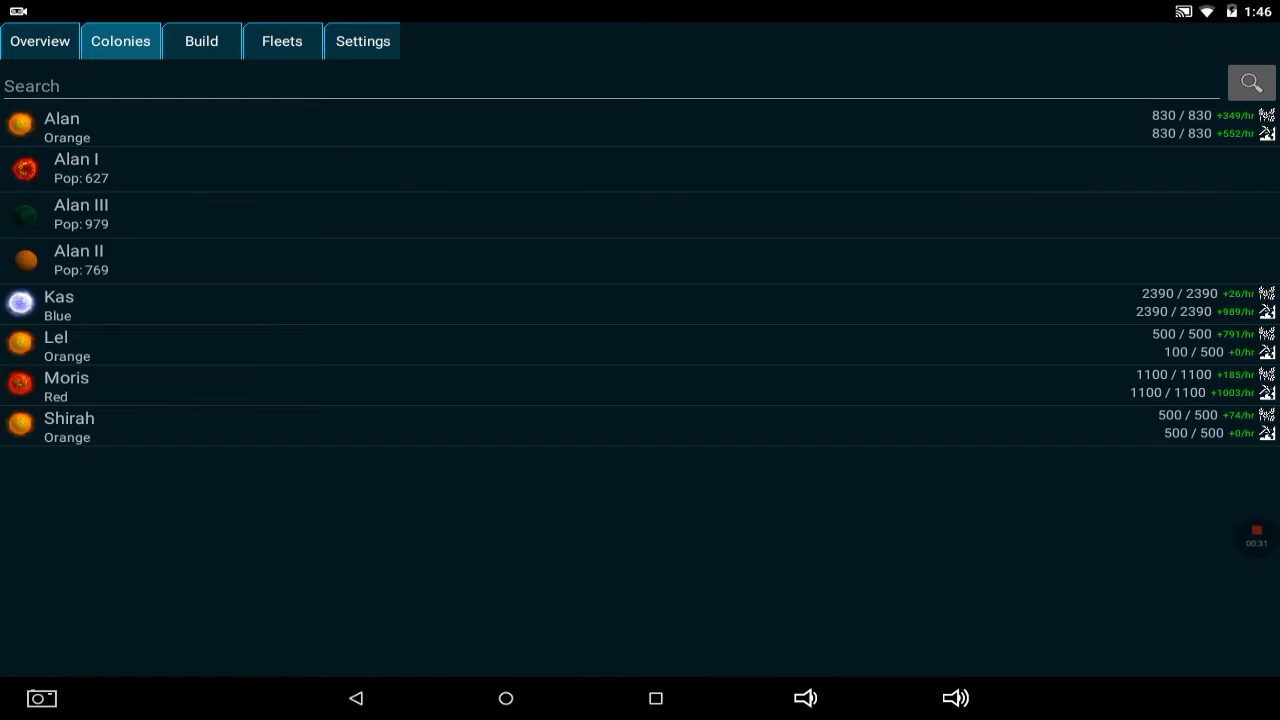 1:46
Overview Colonies Build Fleets Settings
Search
Alan 830 / 830 +349/hr
Orange 830 / 830 +552/hr
Alan I
Pop: 627
Alan III
Pop: 979
Alan II
Pop: 769
Kas 2390 / 2390 +26/hr
Blue 2390 / 2390 +989/hr
Lel 500 / 500 +791/hr
Orange 100 / 500 +0/hr
Moris 1100 / 1100 +185/hr
Red 1100 / 1100 +1003/hr
Shirah 500 / 500 +74/hr
Orange 500 / 500 +0/hr
00:31